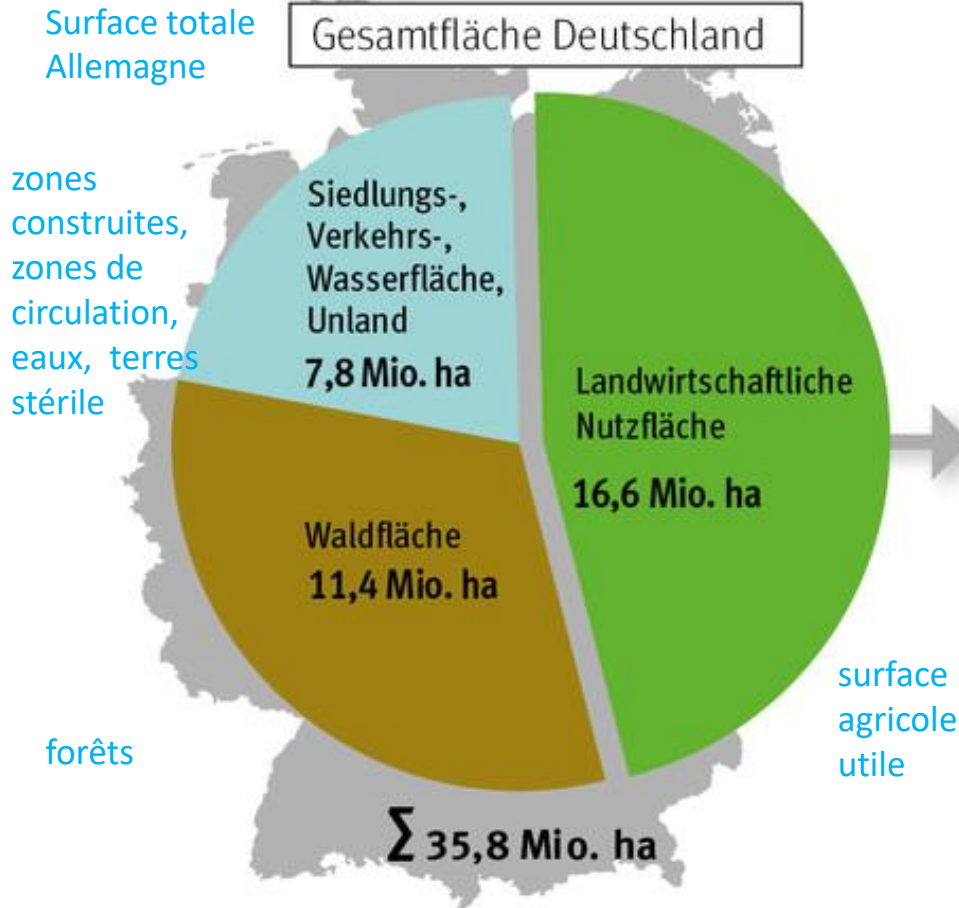 Surface totale
Allemagne
Gesamtfläche Deutschland
zones
construites,
zones de
circulation,
eaux, terres
stérile
Siedlungs-,
Verkehrs-,
Wasserfläche,
Unland
7,8 Mio. ha
Landwirtschaftliche
Nutzfläche
16,6 Mio. ha
Waldfläche
11,4 Mio. ha
surface
agricole
utile
forêts
∑ 35,8 Mio. ha